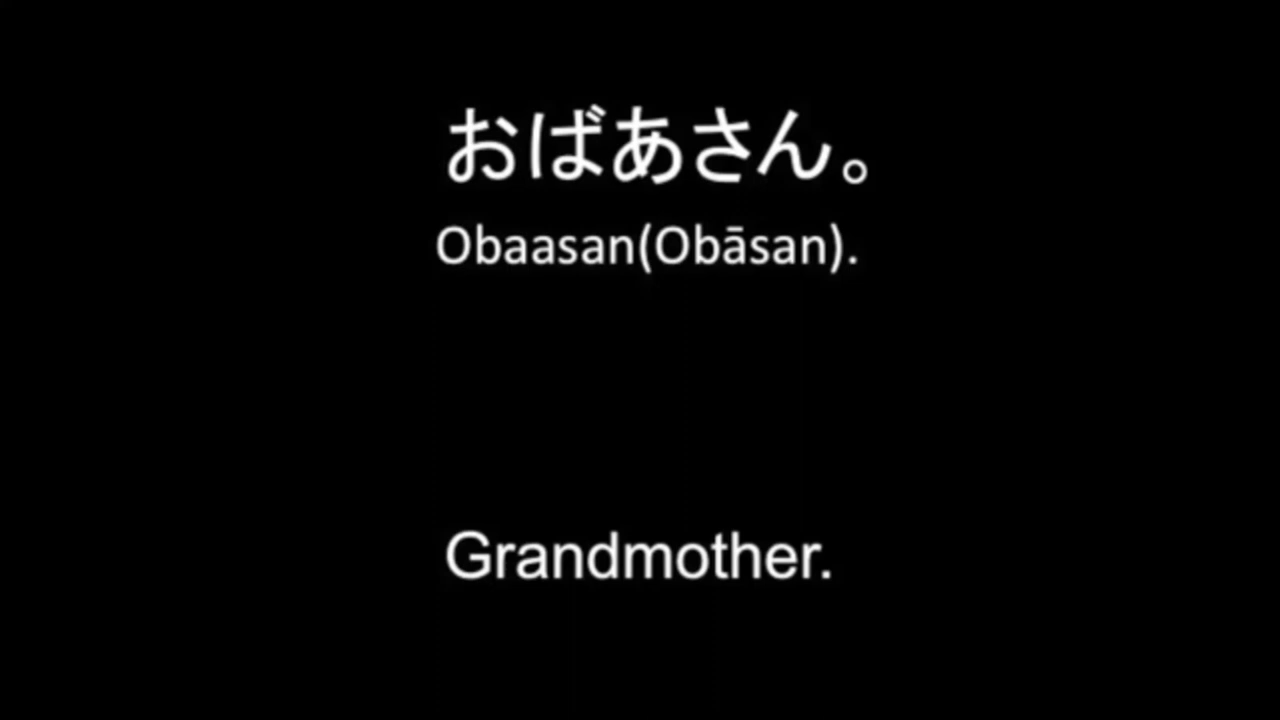 おばあさん。
Obaasan(Obāsan).
Grandmother.